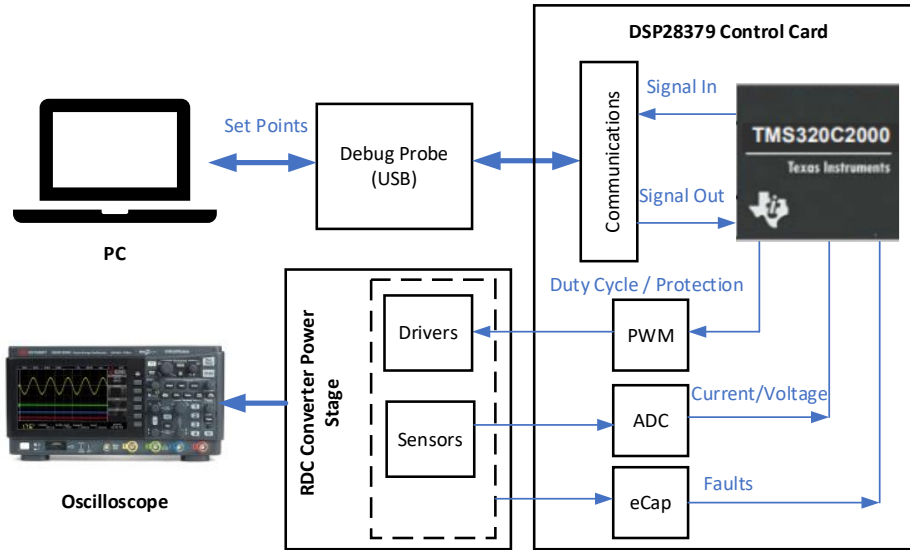 DSP28379 Control Card
Signal In
TMS320C2000
Texas Instruments
Set Points
Debug Probe
(USB)
Communications
Signal Out
PC
Duty Cycle / Protection
RDC Converter Power
Stage
Drivers
PWM
Current/Voltage
Sensors
ADC
Oscilloscope
Faults
eCap